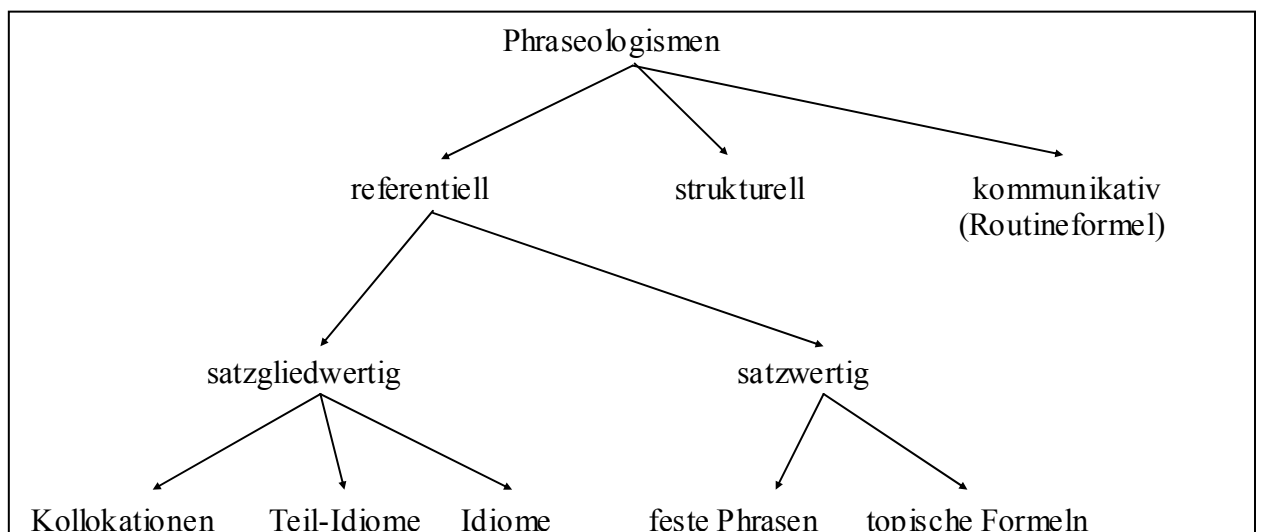 Phraseologismen
referentiell strukturell kommunikativ
(Routineformel)
satzgliedwertig satzwertig
Kollokationen Teil-Idiome Idiome feste Phrasen topische Formeln